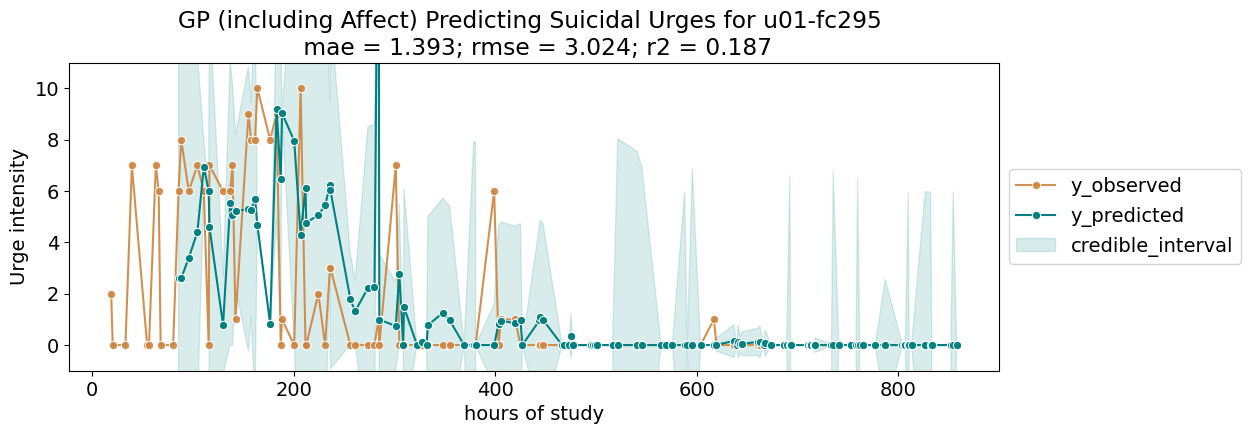 GP (including Affect) Predicting Suicidal Urges for u01-fc295
mae = 1.393; rmse = 3.024; r2 = 0.187
Urge intensity
10
8
6
4
2
0
0 200 400 600 800
hours of study
y_observed
y_predicted
credible_interval